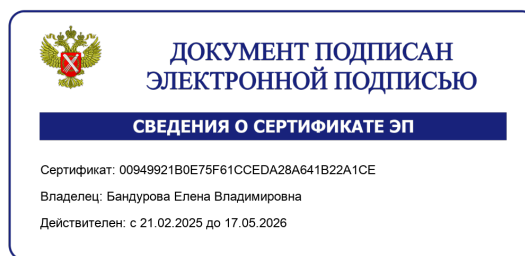 ДОКУМЕНТ ПОДПИСАН
ЭЛЕКТРОННОЙ ПОДПИСЬЮ
СВЕДЕНИЯ О СЕРТИФИКАТЕ ЭП
Сертификат: 00949921B0E75F61CCEDA28A641B22A1CE
Владелец: Бандурова Елена Владимировна
Действителен: с 21.02.2025 до 17.05.2026